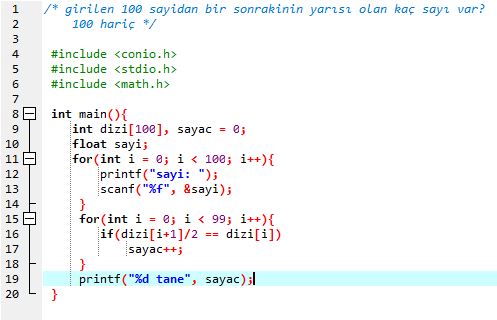 1 /* girilen 100 sayidan bir sonrakinin yarısı olan kaç sayı var?
2 100 hariç */
3
4 #include <conio.h>
5 #include <stdio.h>
6 #include <math.h>
7
8 int main(){
9 int dizi[100], sayac = 0;
10 float sayi;
11 for(int i = 0; i < 100; i++){
12 printf("sayi: ");
13 scanf("%f", &sayi);
14 }
15 for(int i = 0; i < 99; i++){
16 if(dizi[i+1]/2 == dizi[i])
17 sayac++;
18 }
19 printf("%d tane", sayac);
20 }